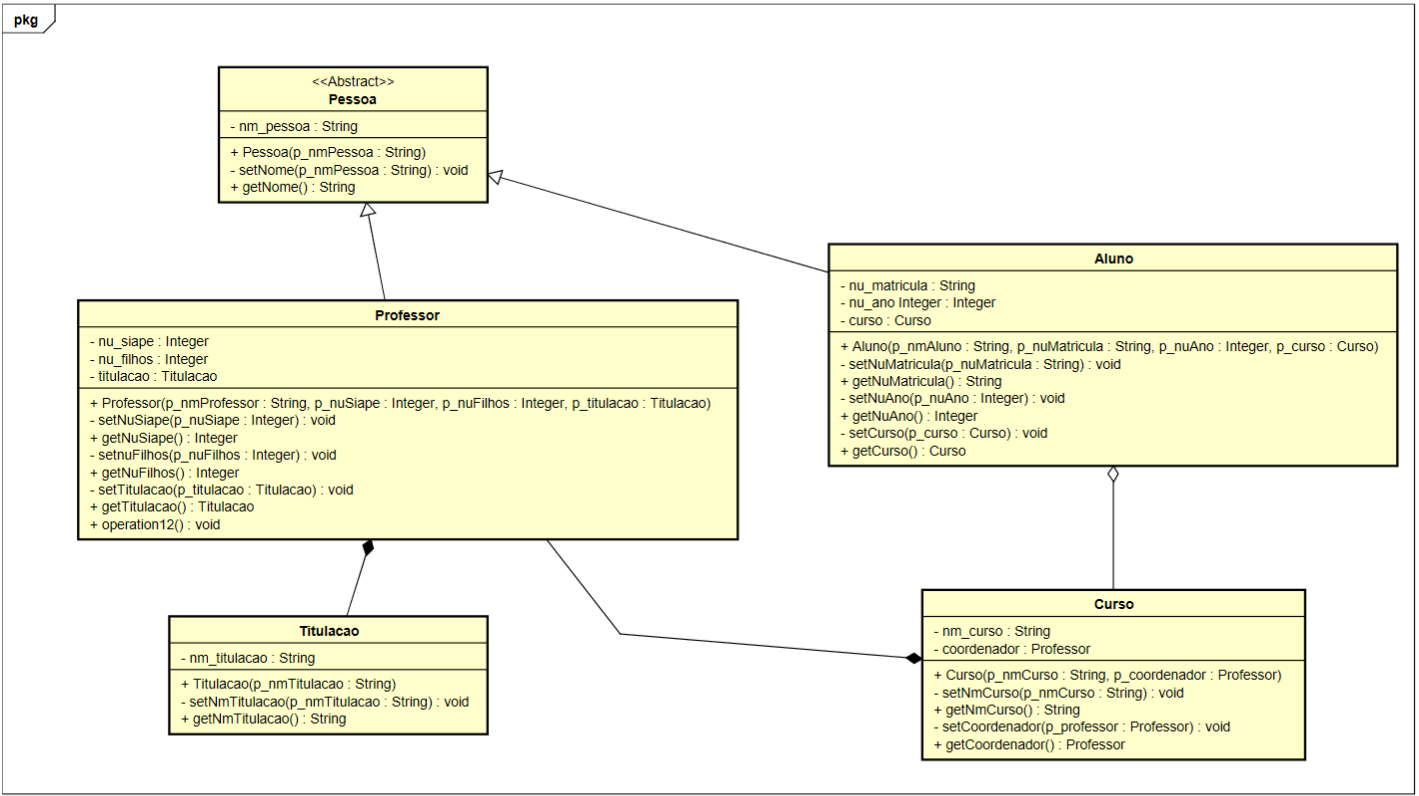 pkg
<<Abstract>>
Pessoa
- nm_pessoa : String
+ Pessoa(p_nmPessoa : String)
- setNome(p_nmPessoa : String) : void
+ getNome() : String
Aluno
- nu_matricula : String
- nu_ano Integer : Integer
- curso : Curso
+ Aluno(p_nmAluno : String, p_nuMatricula : String, p_nuAno : Integer, p_curso : Curso)
- setNuMatricula(p_nuMatricula : String) : void
+ getNuMatricula() : String
- setNuAno(p_nuAno : Integer) : void
+ getNuAno() : Integer
- setCurso(p_curso : Curso) : void
+ getCurso() : Curso
Professor
- nu_siape : Integer
- nu_filhos : Integer
- titulacao : Titulacao
+ Professor(p_nmProfessor : String, p_nuSiape : Integer, p_nuFilhos : Integer, p_titulacao : Titulacao)
- setNuSiape(p_nuSiape : Integer) : void
+ getNuSiape() : Integer
- setnuFilhos(p_nuFilhos : Integer) : void
+ getNuFilhos() : Integer
- setTitulacao(p_titulacao : Titulacao) : void
+ getTitulacao() : Titulacao
+ operation12() : void
Titulacao
- nm_titulacao : String
+ Titulacao(p_nmTitulacao : String)
- setNmTitulacao(p_nmTitulacao : String) : void
+ getNmTitulacao() : String
Curso
- nm_curso : String
- coordenador : Professor
+ Curso(p_nmCurso : String, p_coordenador : Professor)
- setNmCurso(p_nmCurso : String) : void
+ getNmCurso() : String
- setCoordenador(p_professor : Professor) : void
+ getCoordenador() : Professor